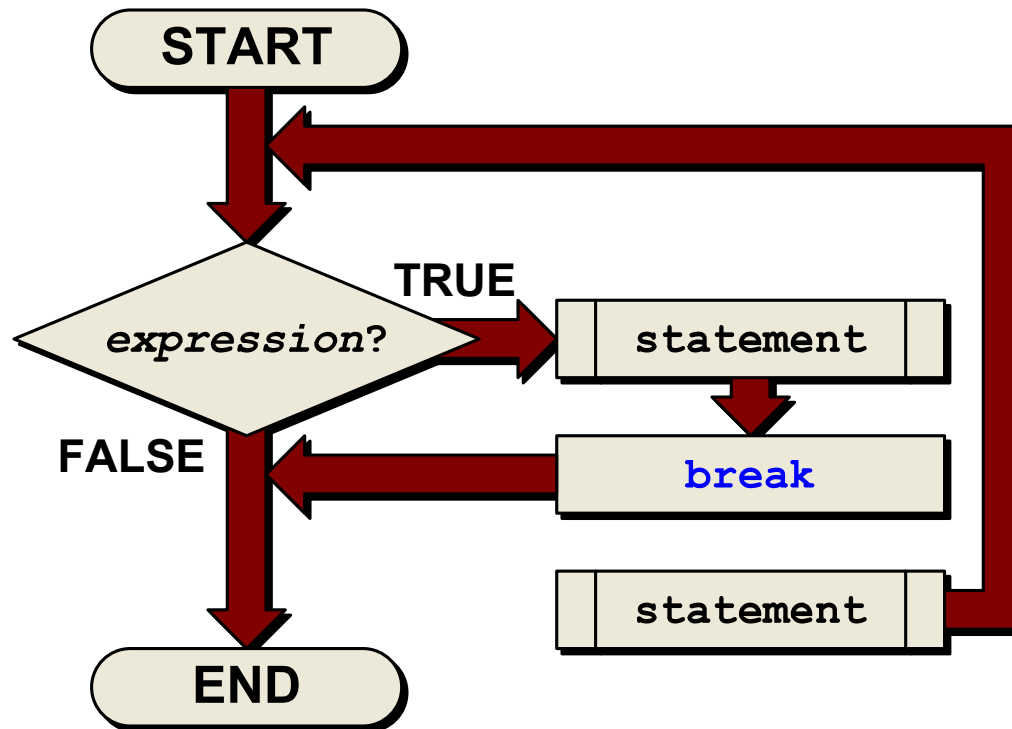 START
TRUE
expression?
statement
FALSE
break
statement
END